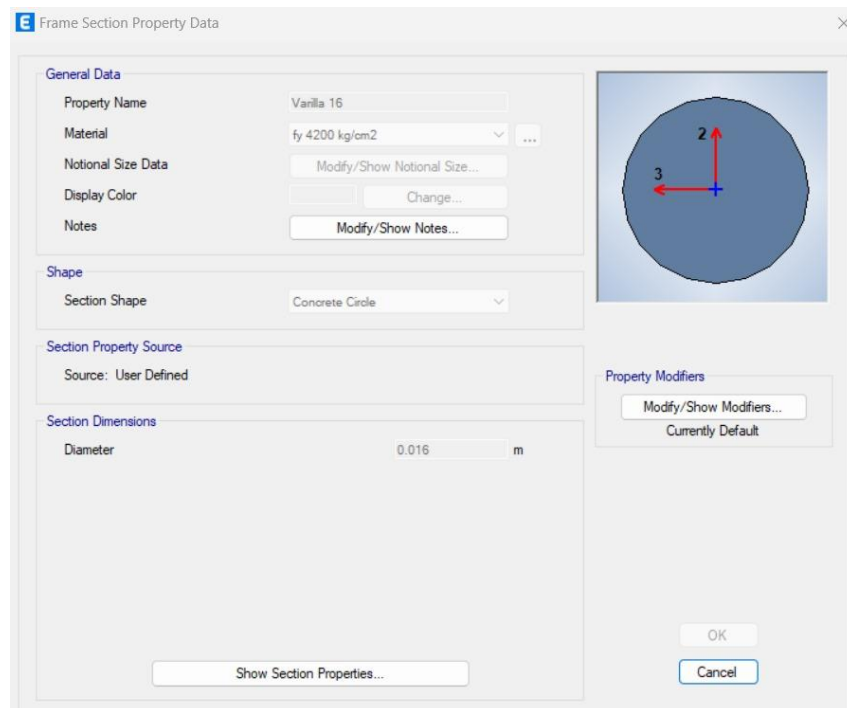 E Frame Section Property Data
General Data
Property Name Varilla 16
Material fy 4200 kg/cm2 ...
Notional Size Data Modify/Show Notional Size...
Display Color Change...
Notes Modify/Show Notes...
2
3
Shape
Section Shape Concrete Circle
Section Property Source
Source: User Defined
Property Modifiers
Modify/Show Modifiers...
Currently Default
Section Dimensions
Diameter 0.016 m
Show Section Properties...
OK
Cancel